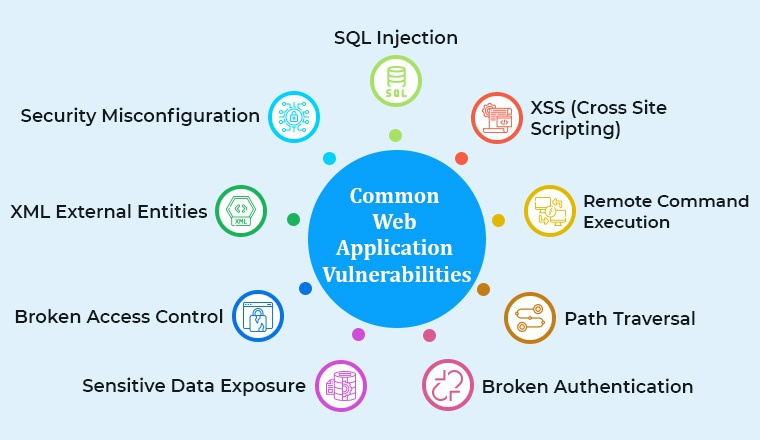 SQL Injection
SQL
Security Misconfiguration
XSS (Cross Site
Scripting)
Common
Web
Application
Vulnerabilities
XML External Entities
XML
Remote Command
Execution
Broken Access Control
Path Traversal
Sensitive Data Exposure
Broken Authentication